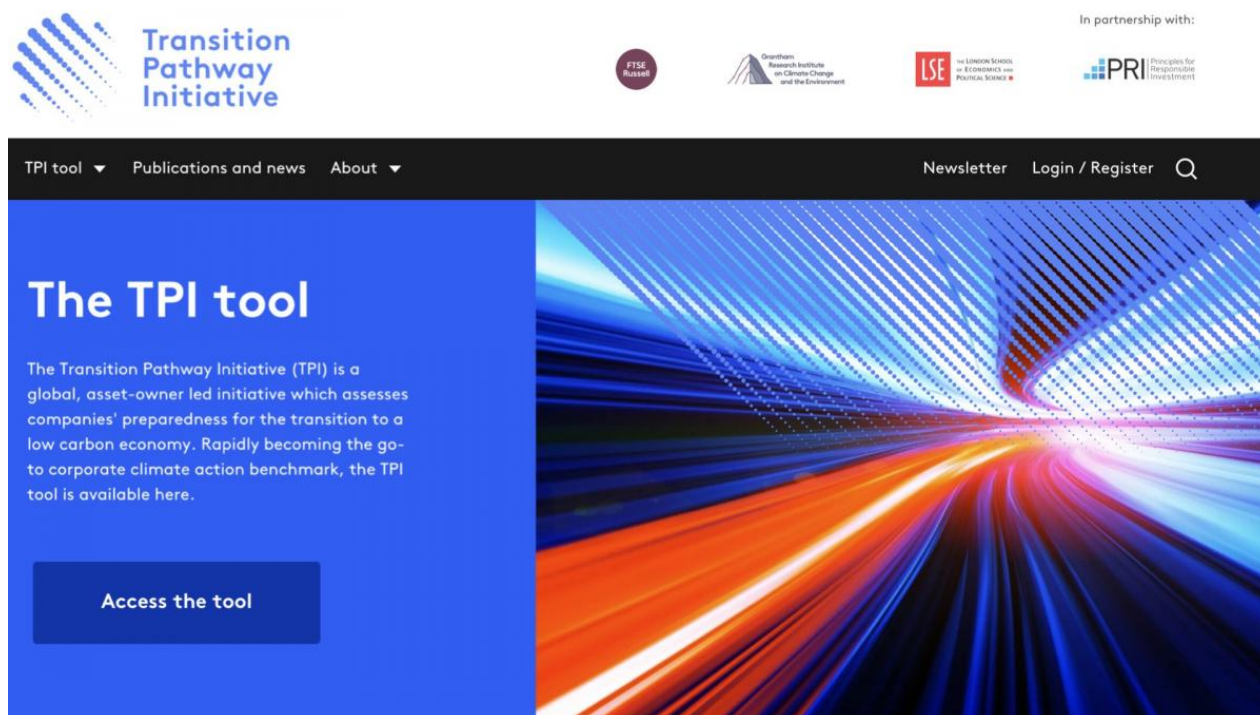 In partnership with:
Transition
Pathway
Initiative
FTSE
Russell
Grantham
Research Institute
on Climate Change
and the Environment
LSE
THE LONDON SCHOOL
OF ECONOMICS AND
POLITICAL SCIENCE
PRI
Principles for
Responsible
Investment
TPI tool Publications and news About Newsletter Login / Register
The TPI tool
The Transition Pathway Initiative (TPI) is a
global, asset-owner led initiative which assesses
companies' preparedness for the transition to a
low carbon economy. Rapidly becoming the go-
to corporate climate action benchmark, the TPI
tool is available here.
Access the tool